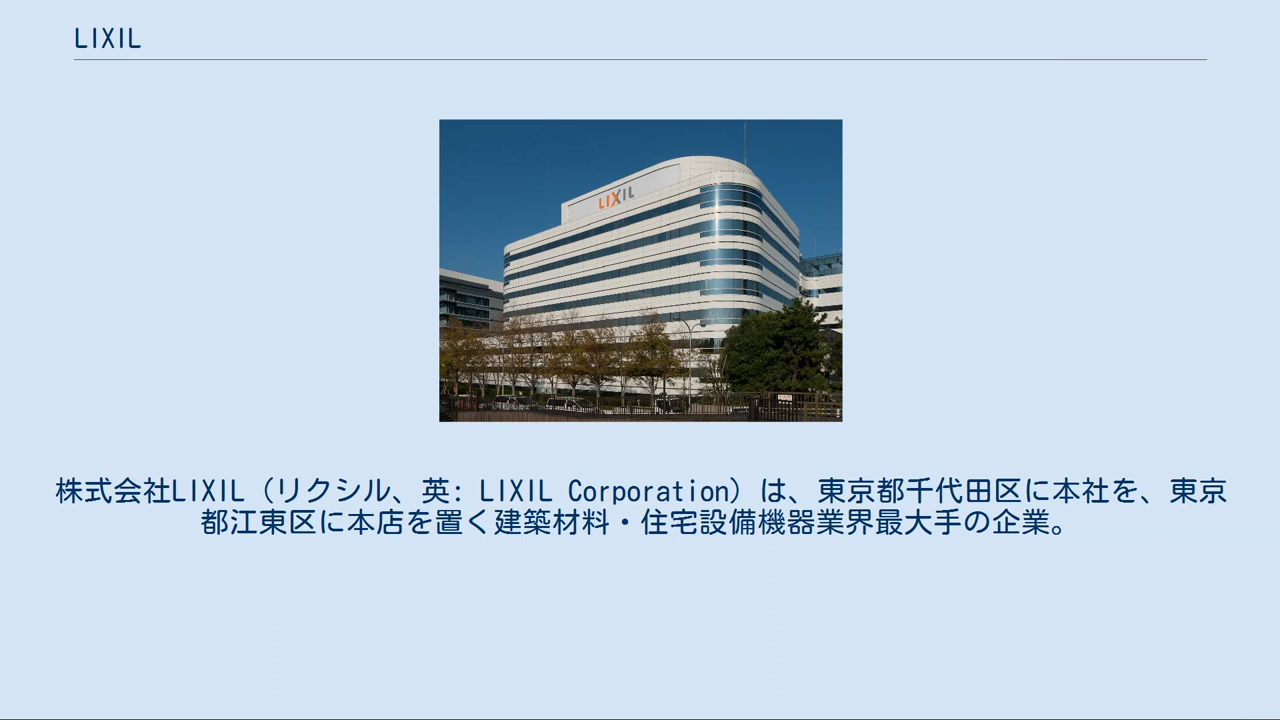 LIXIL
LIXIL
株式会社LIXIL（リクシル、英: LIXIL Corporation）は、東京都千代田区に本社を、東京
都江東区に本店を置く建築材料・住宅設備機器業界最大手の企業。